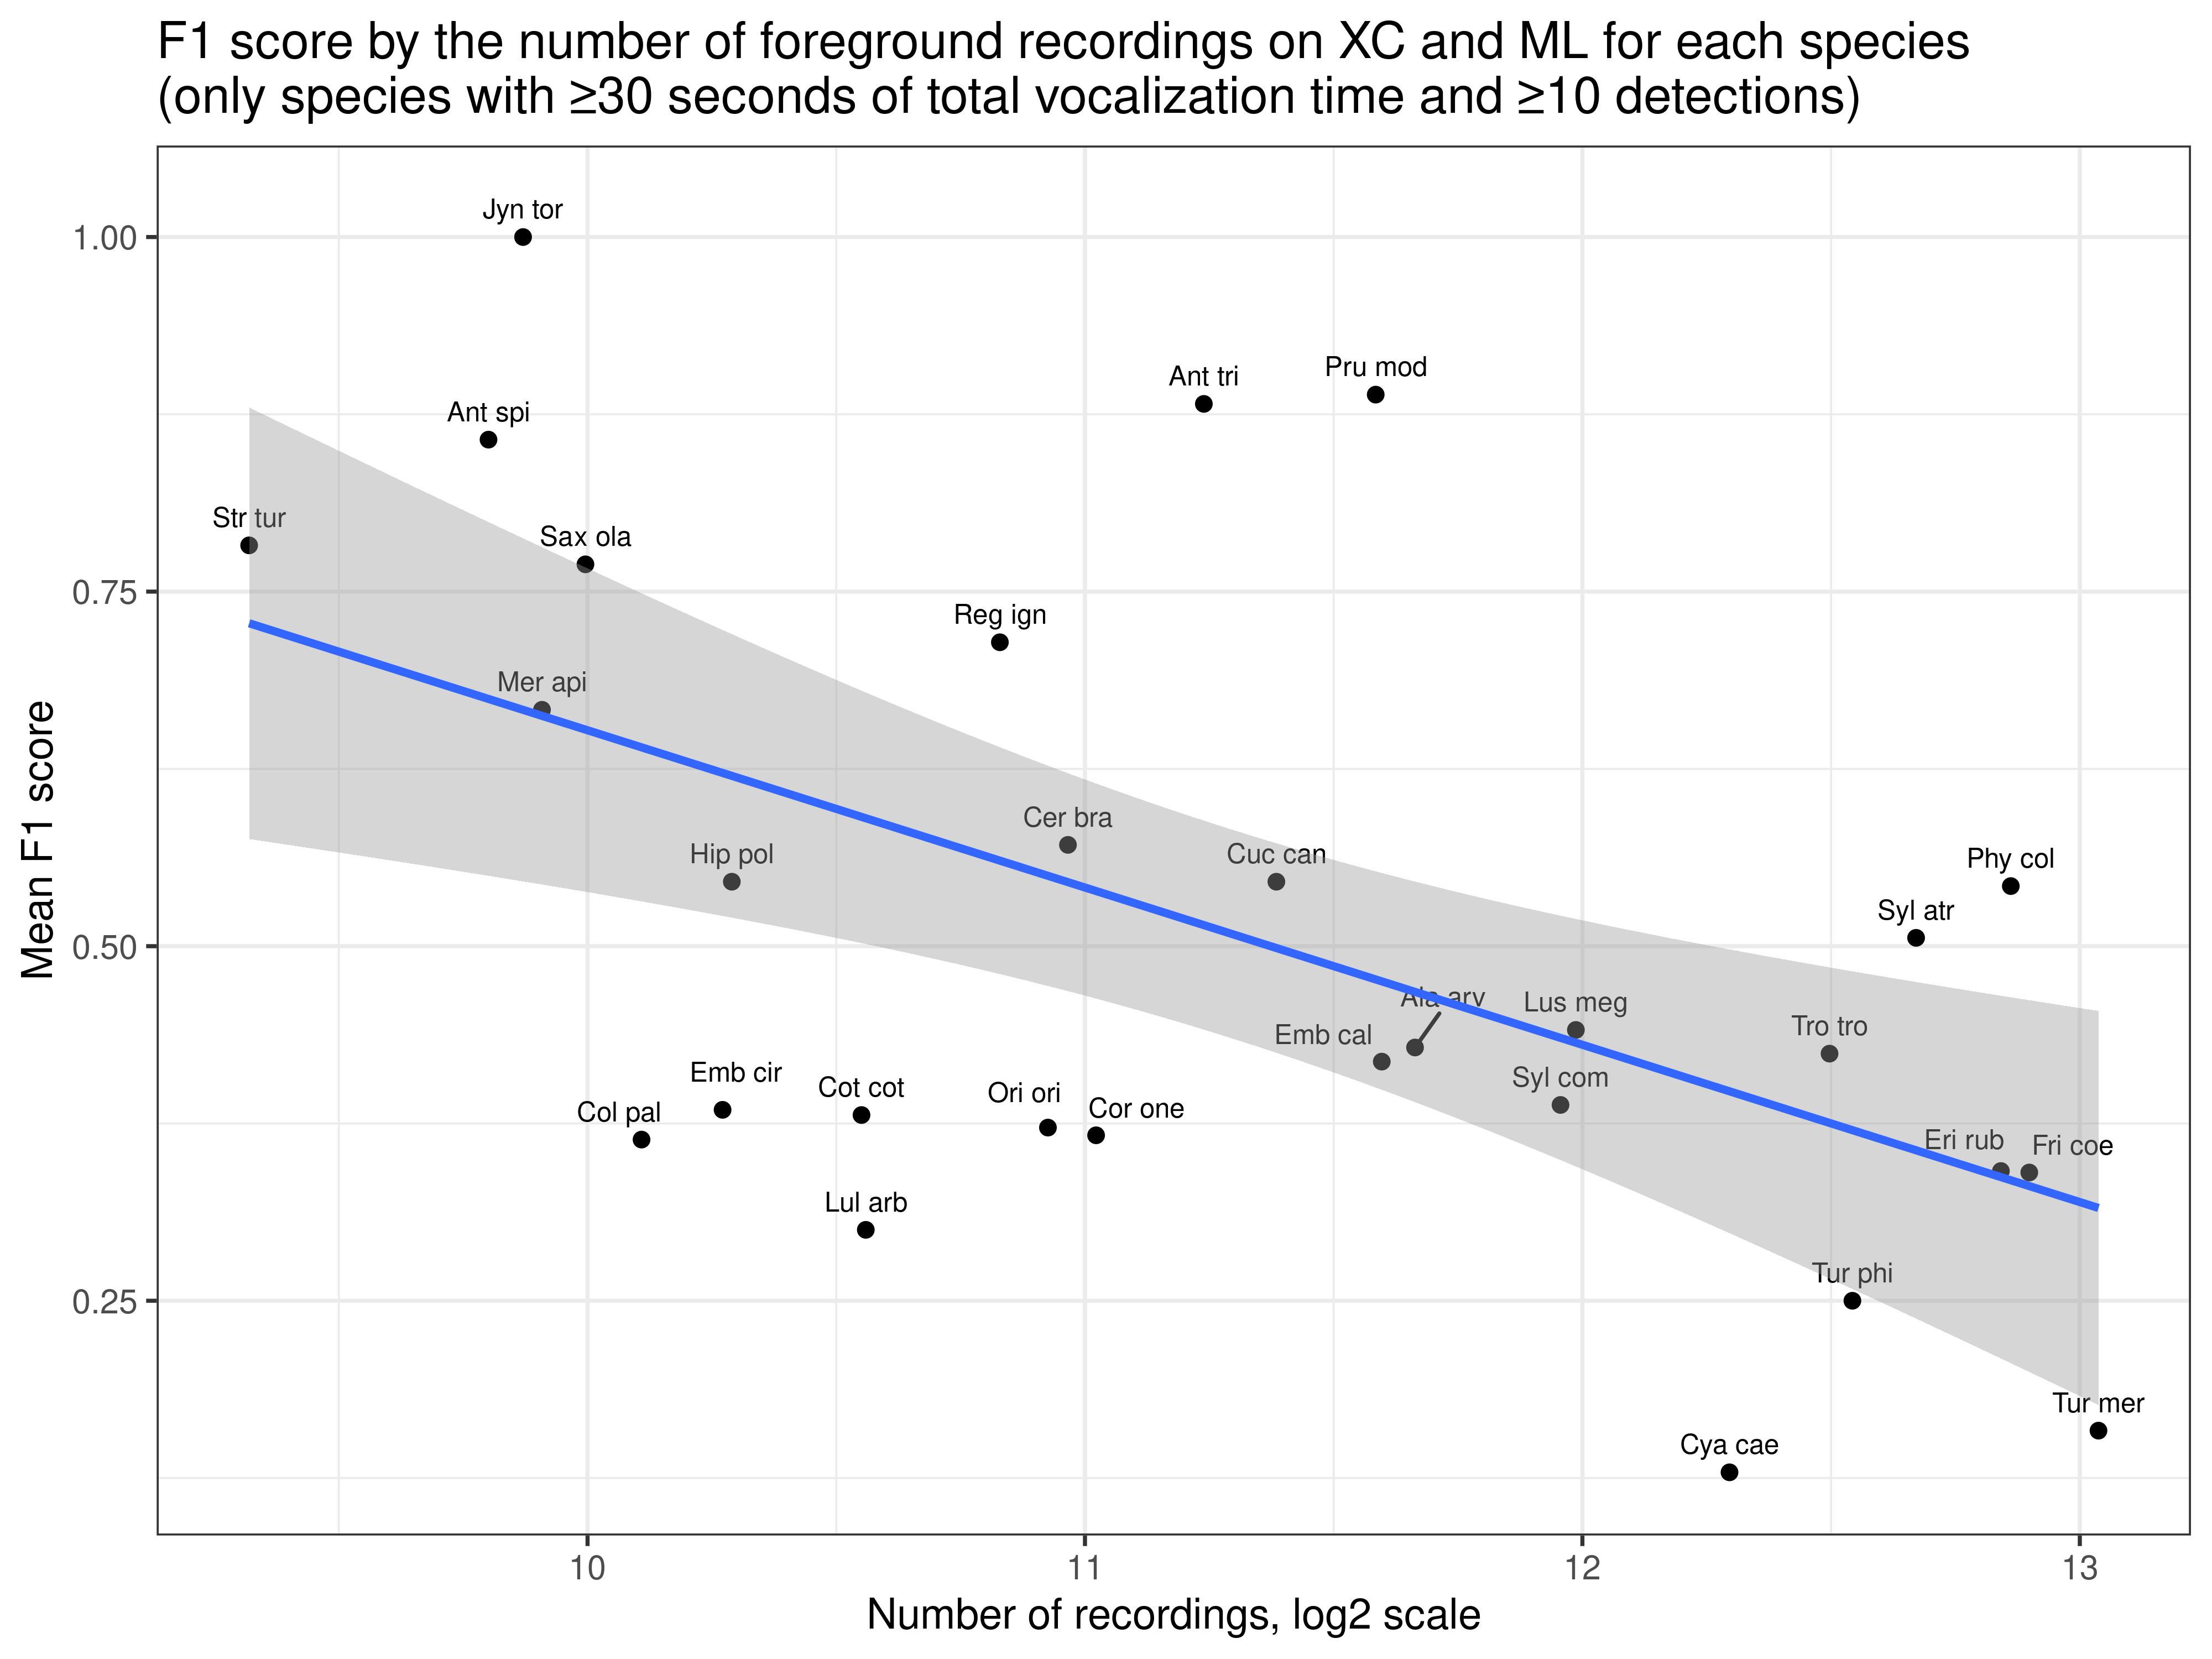 F1 score by the number of foreground recordings on XC and ML for each species
(only species with ≥30 seconds of total vocalization time and ≥10 detections)
Mean F1 score
1.00
0.75
0.50
0.25
Jyn tor
Pru mod
Ant tri
Ant spi
Str tur
Sax ola
Reg ign
Mer api
Cer bra
Hip pol
Cuc can
Phy col
Syl atr
Ala arv
Lus meg
Tro tro
Emb cal
Syl com
Emb cir
Cot cot
Ori ori
Cor one
Col pal
Eri rub
Fri coe
Lul arb
Tur phi
Tur mer
Cya cae
10
11
12
13
Number of recordings, log2 scale